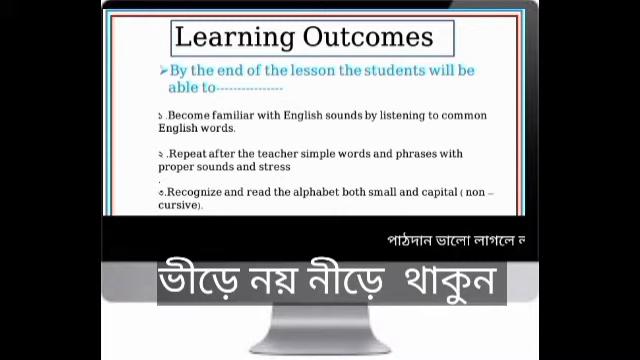 Learning Outcomes
➢By the end of the lesson the students will be
able to----------------
১ .Become familiar with English sounds by listening to common
English words.
২ .Repeat after the teacher simple words and phrases with
proper sounds and stress
.
৩.Recognize and read the alphabet both small and capital ( non –
cursive).
পাঠদান ভালো লাগলে ল
ভীড়ে নয় নীড়ে থাকুন